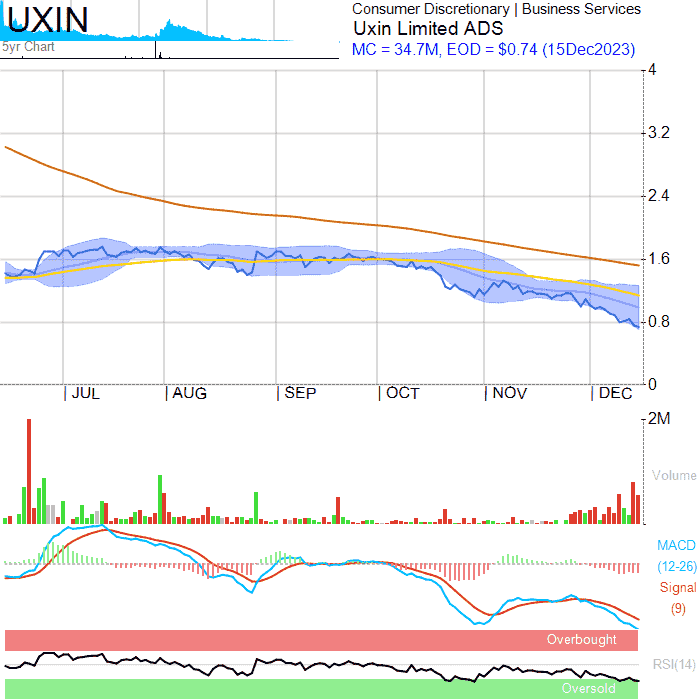 UXIN
5yr Chart
Consumer Discretionary | Business Services
Uxin Limited ADS
MC = 34.7M, EOD = $0.74 (15Dec2023)
4
3.2
2.4
1.6
0.8
0
JUL AUG SEP OCT NOV DEC
2M
Volume
MACD
(12-26)
Signal
(9)
Overbought
RSI(14)
Oversold